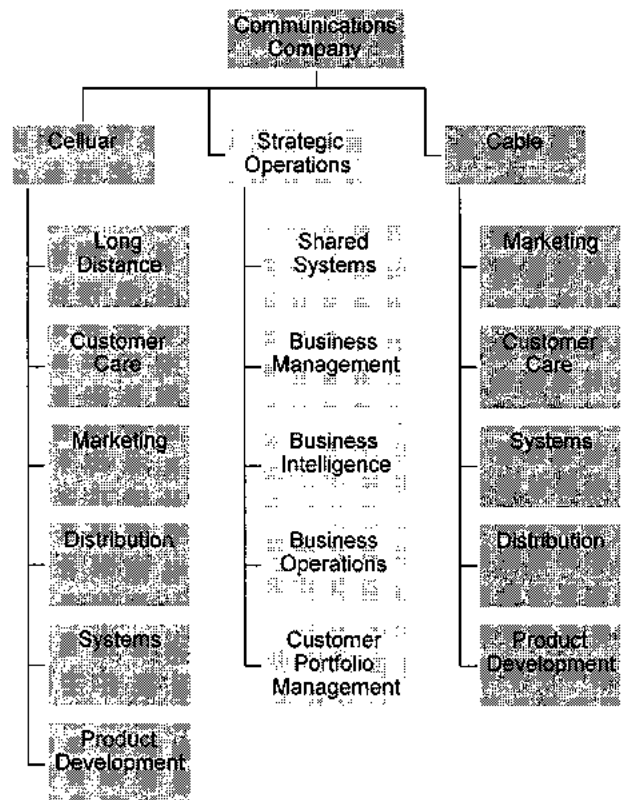 Communications
Company
Celluar
Strategic
Operations
Cable
Long
Distance
Customer
Care
Marketing
Distribution
Systems
Product
Development
Shared
Systems
Business
Management
Business
Intelligence
Business
Operations
Customer
Portfolio
Management
Marketing
Customer
Care
Systems
Distribution
Product
Development